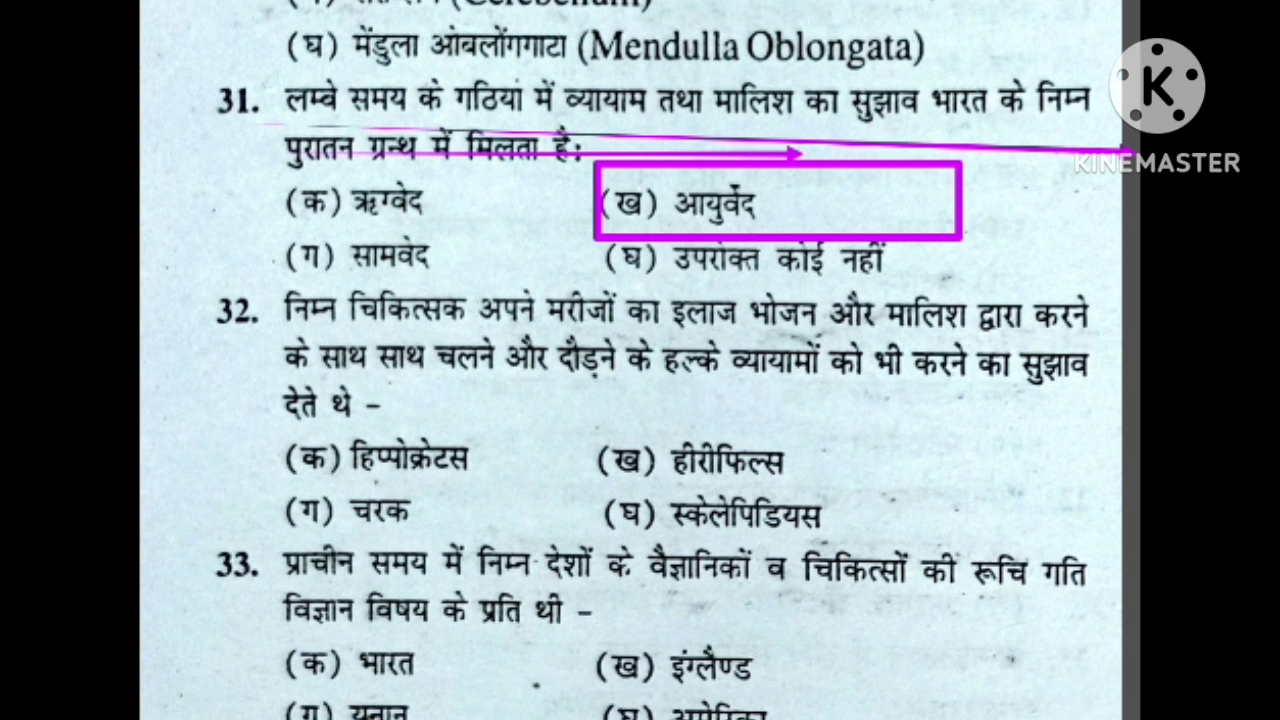 (Cerebellum)
(घ) मेंडुला आंबलोंगगाटा (Mendulla Oblongata)
31. लम्बे समय के गठियां में व्यायाम तथा मालिश का सुझाव भारत के निम्न
पुरातन ग्रन्थ में मिलता है:
(क) ऋग्वेद (ख) आयुर्वेद
(ग) सामवेद (घ) उपरोक्त कोई नहीं
32. निम्न चिकित्सक अपने मरीजों का इलाज भोजन और मालिश द्वारा करने
के साथ साथ चलने और दौड़ने के हल्के व्यायामों को भी करने का सुझाव
देते थे –
(क) हिप्पोक्रेटस (ख) हीरीफिल्स
(ग) चरक (घ) स्केलेपिडियस
33. प्राचीन समय में निम्न देशों के वैज्ञानिकों व चिकित्सों की रूचि गति
विज्ञान विषय के प्रति थी –
(क) भारत (ख) इंग्लैण्ड
(ग) यूनान (घ) अमेरिका
K
KINEMASTER